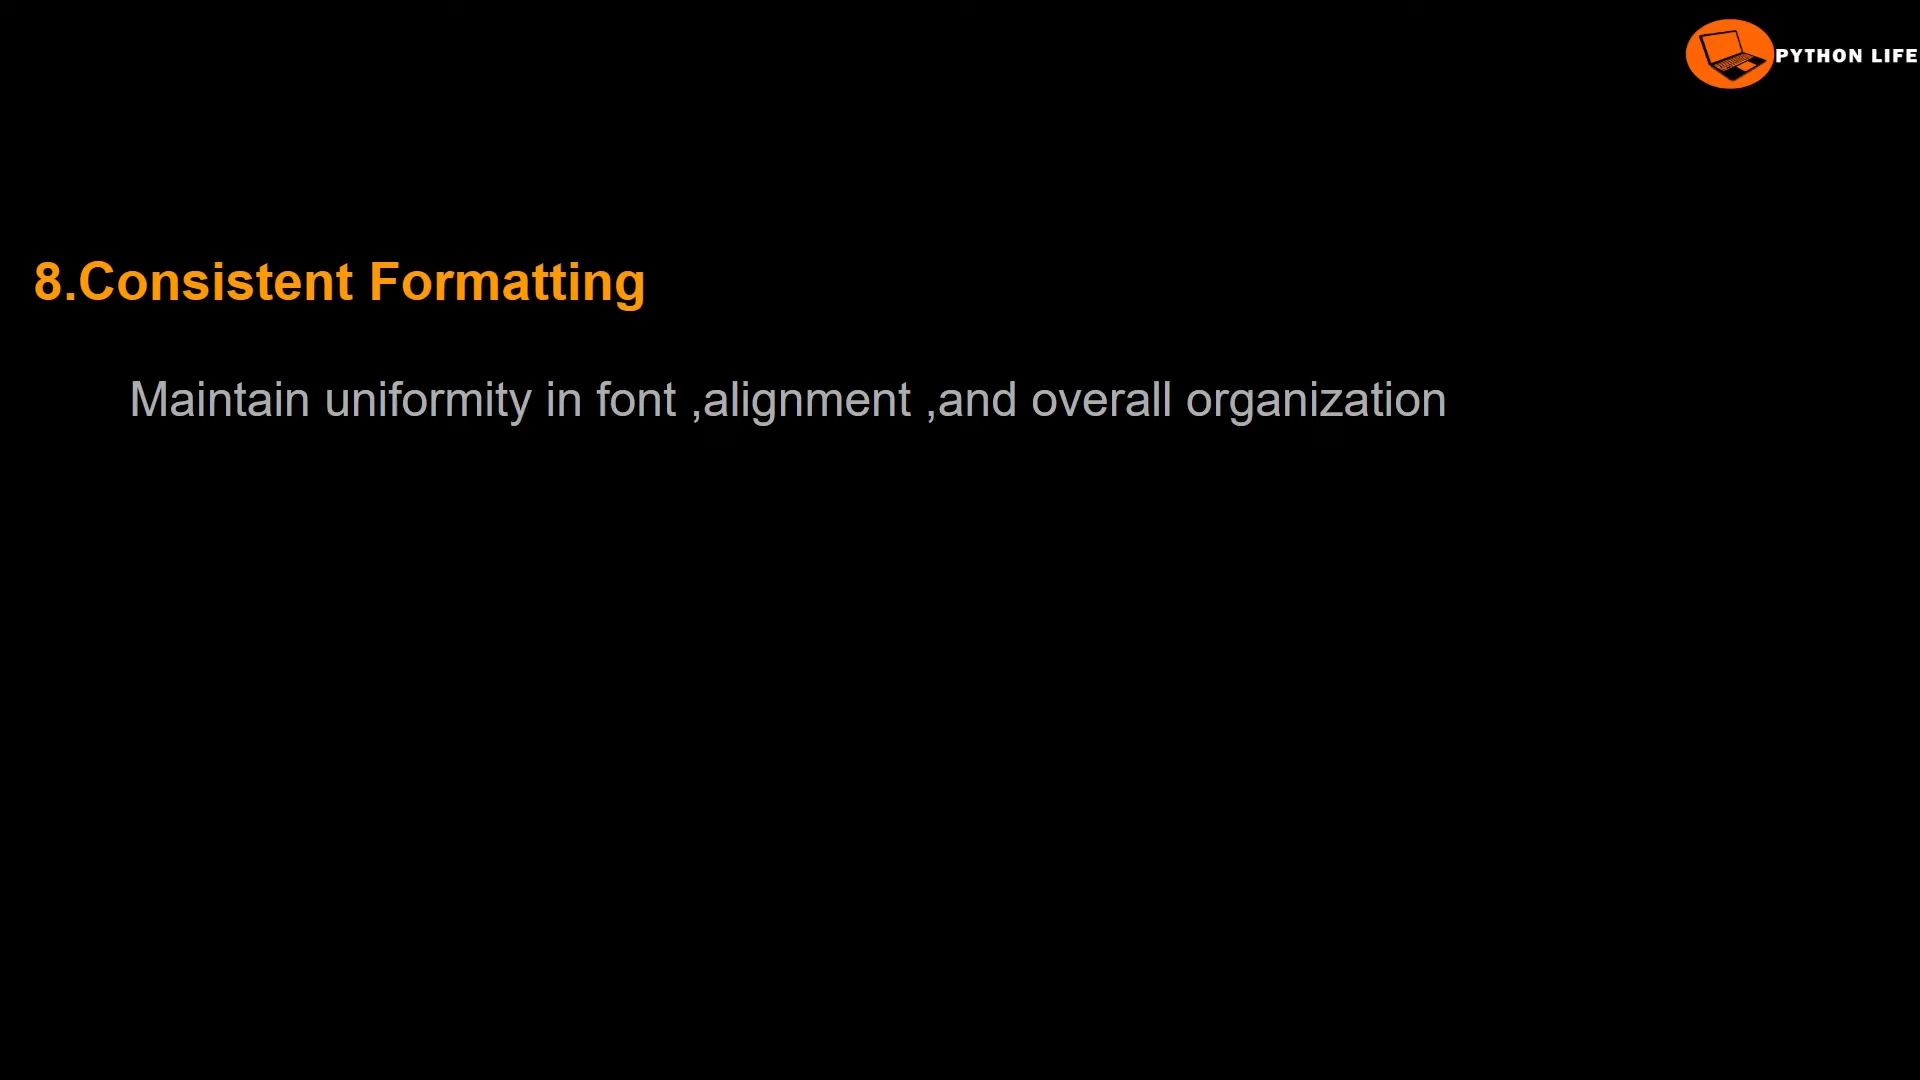 PYTHON LIFE
8.Consistent Formatting
Maintain uniformity in font ,alignment ,and overall organization